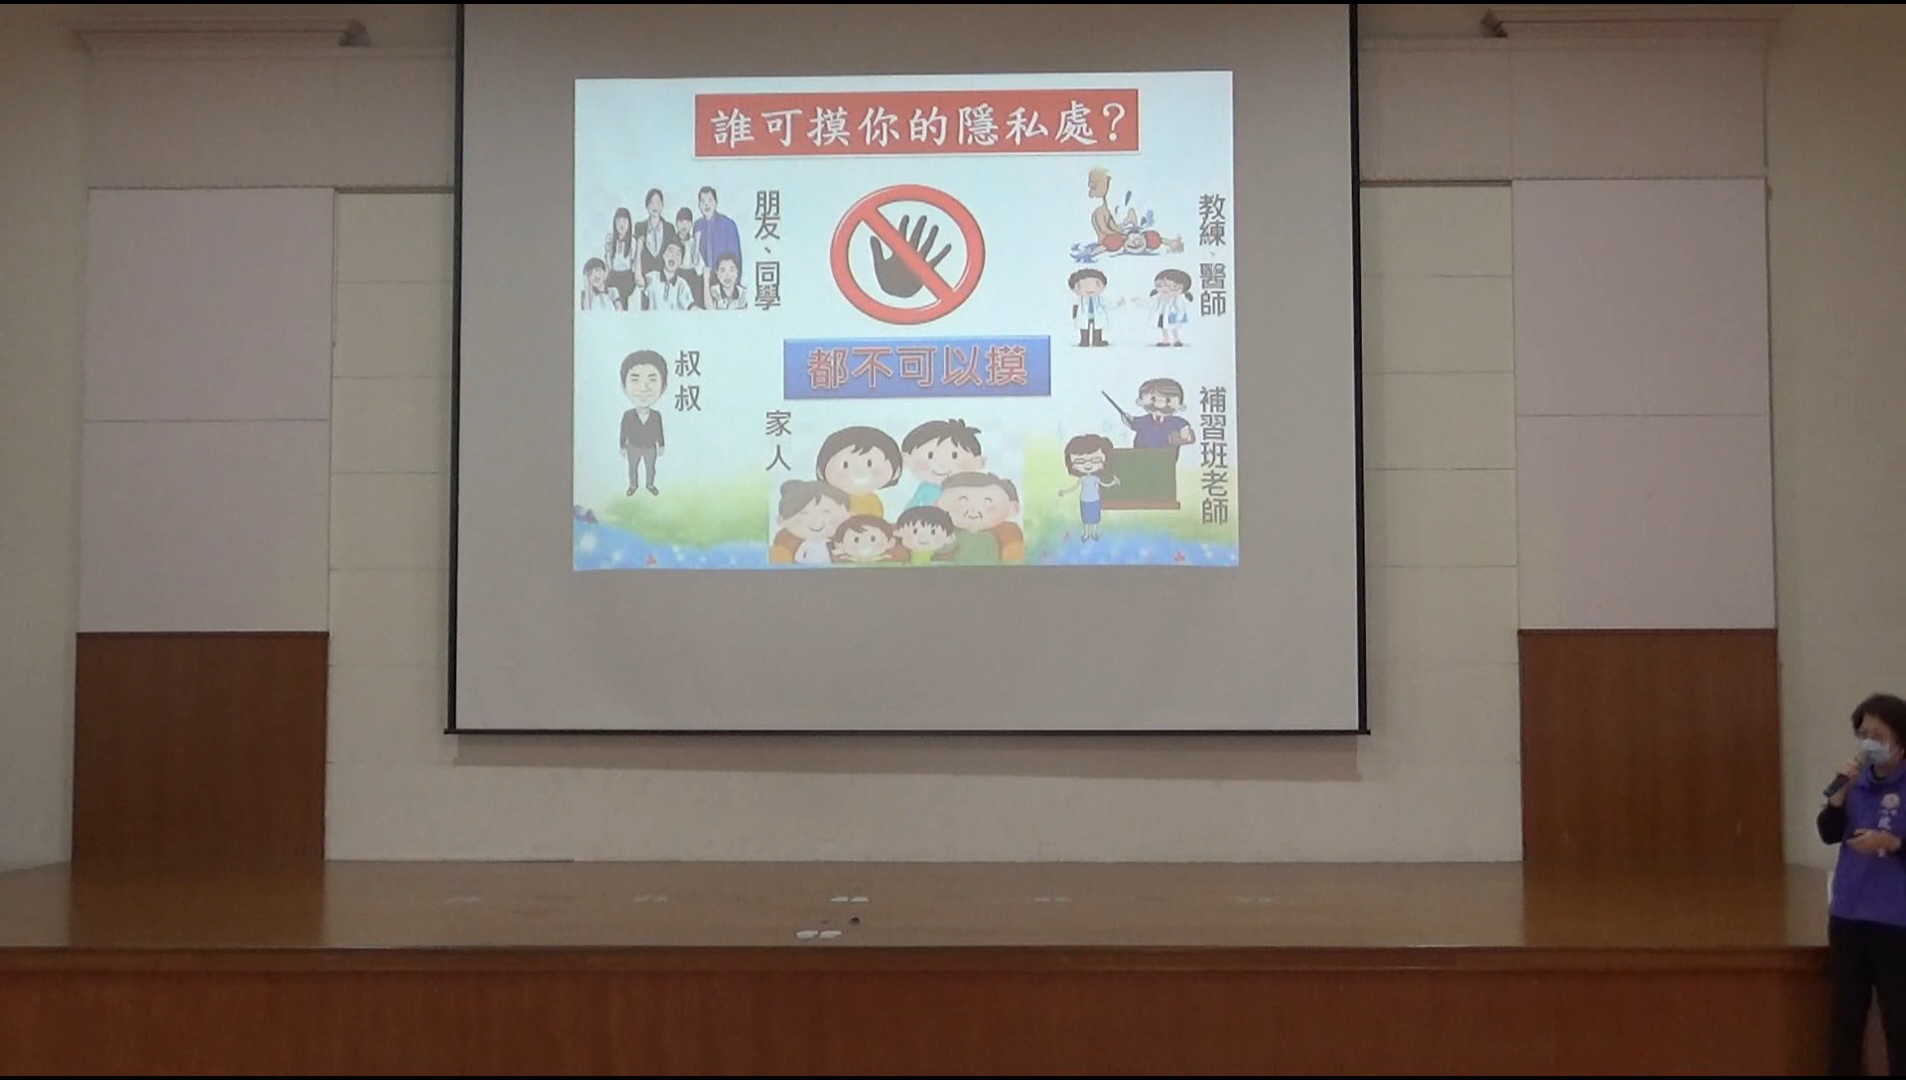 誰可摸你的隱私處?
朋友、同學
教練、醫師
都不可以摸
叔叔
家人
補習班老師